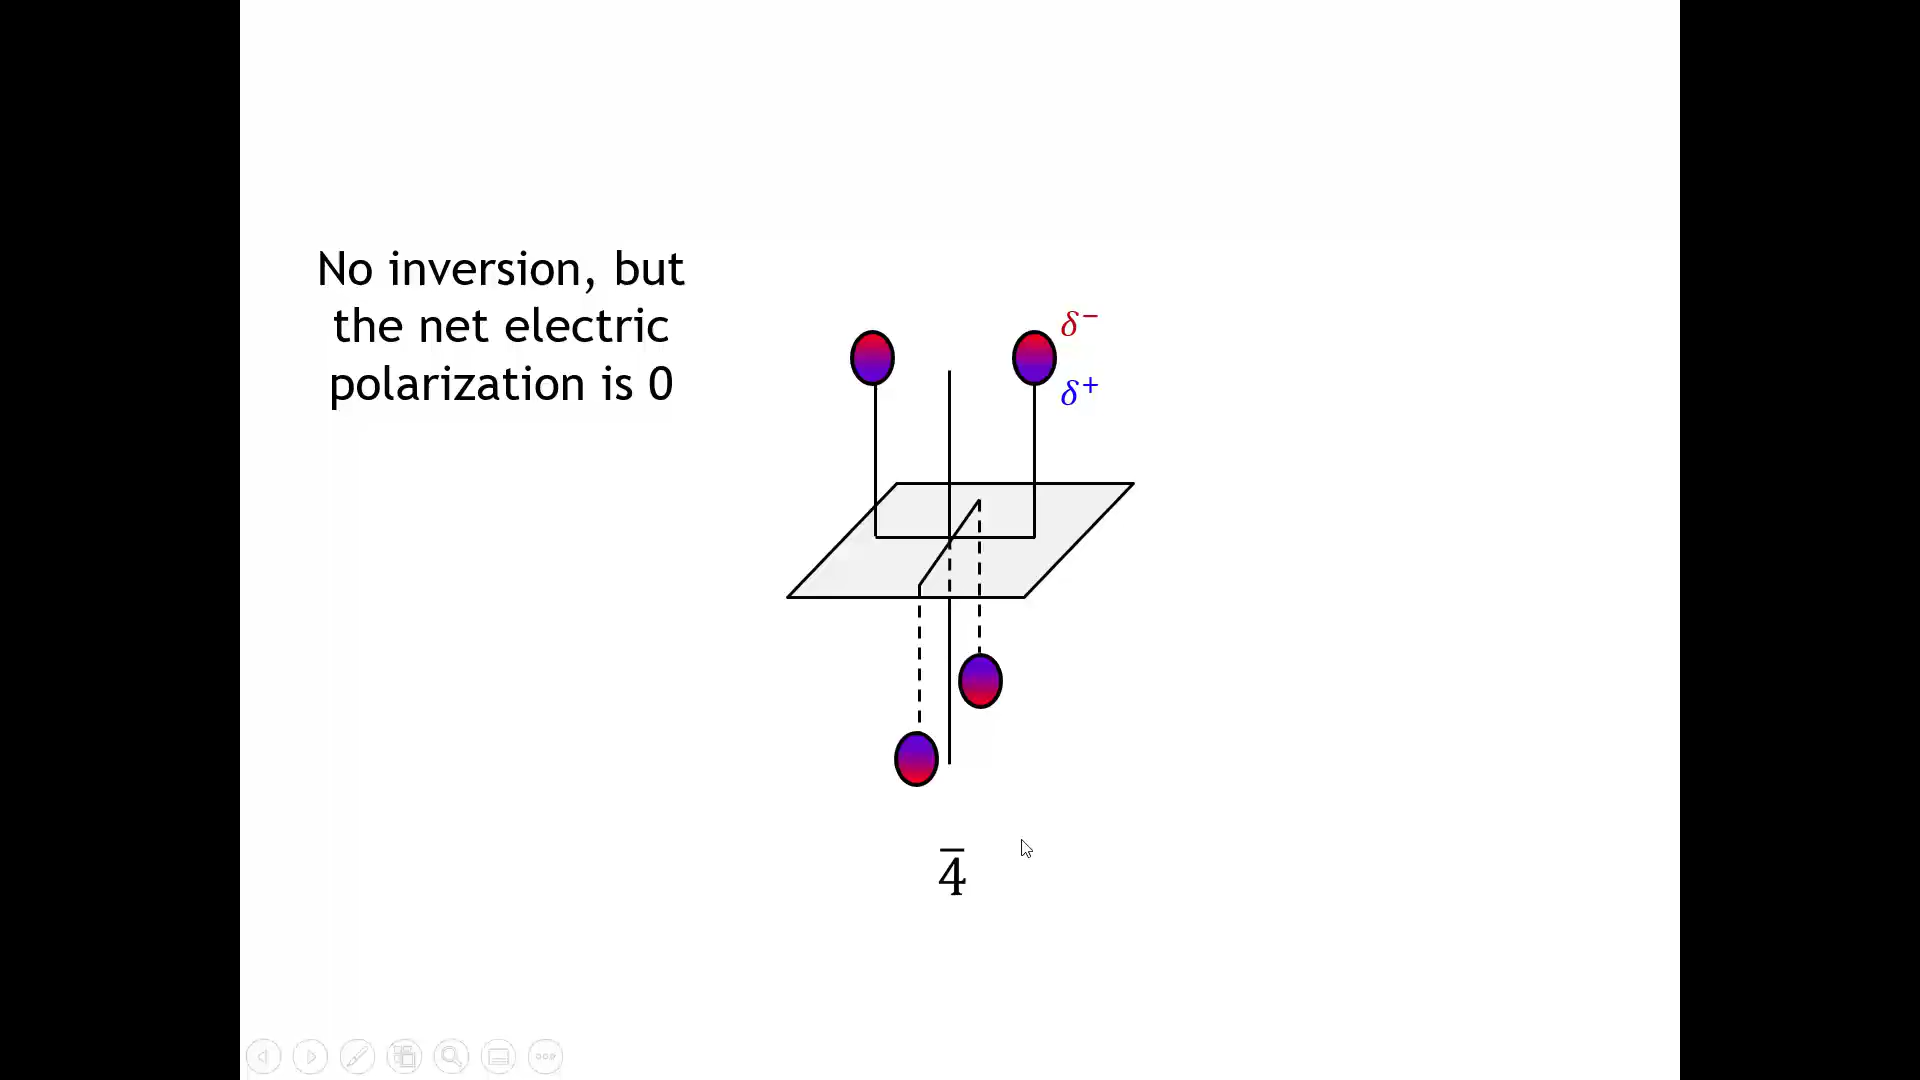 No inversion, but
the net electric
polarization is 0
δ⁻
δ⁺
4̅